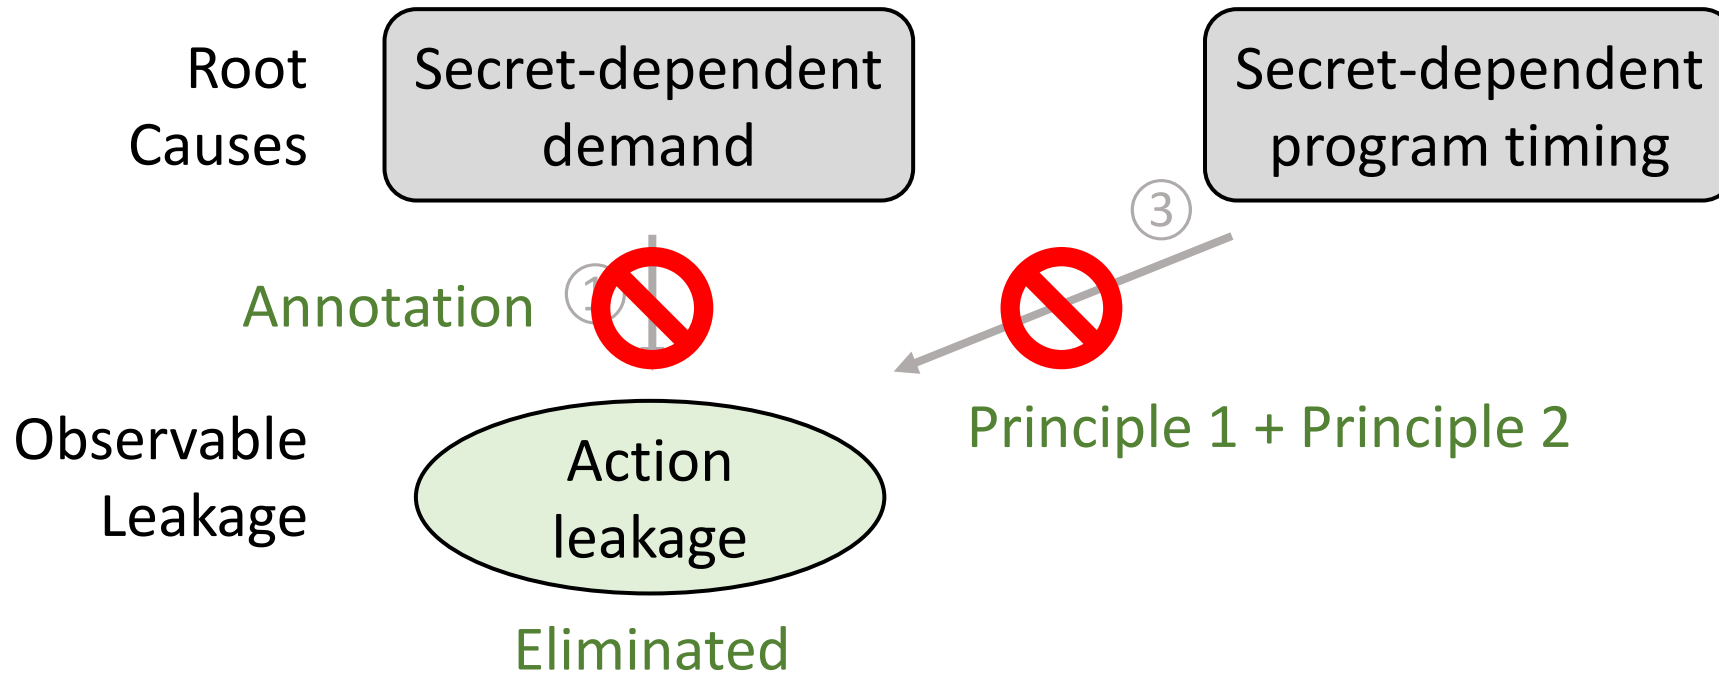 Root
Causes
Secret-dependent
demand
Secret-dependent
program timing
③
Annotation
①
Observable
Leakage
Action
leakage
Principle 1 + Principle 2
Eliminated